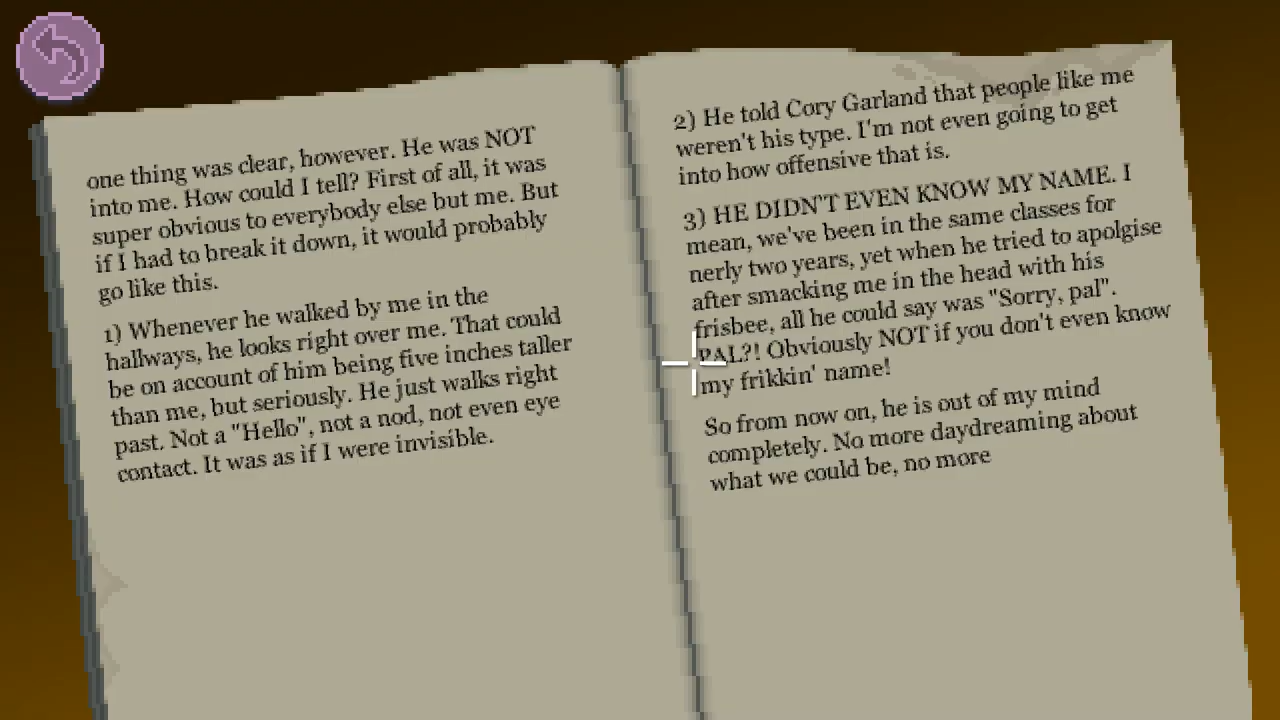 one thing was clear, however. He was NOT
into me. How could I tell? First of all, it was
super obvious to everybody else but me. But
if I had to break it down, it would probably
go like this.
1) Whenever he walked by me in the
hallways, he looks right over me. That could
be on account of him being five inches taller
than me, but seriously. He just walks right
past. Not a "Hello", not a nod, not even eye
contact. It was as if I were invisible.
2) He told Cory Garland that people like me
weren't his type. I'm not even going to get
into how offensive that is.
3) HE DIDN'T EVEN KNOW MY NAME. I
mean, we've been in the same classes for
nerly two years, yet when he tried to apolgise
after smacking me in the head with his
frisbee, all he could say was "Sorry, pal".
PAL?! Obviously NOT if you don't even know
my frikkin' name!
So from now on, he is out of my mind
completely. No more daydreaming about
what we could be, no more